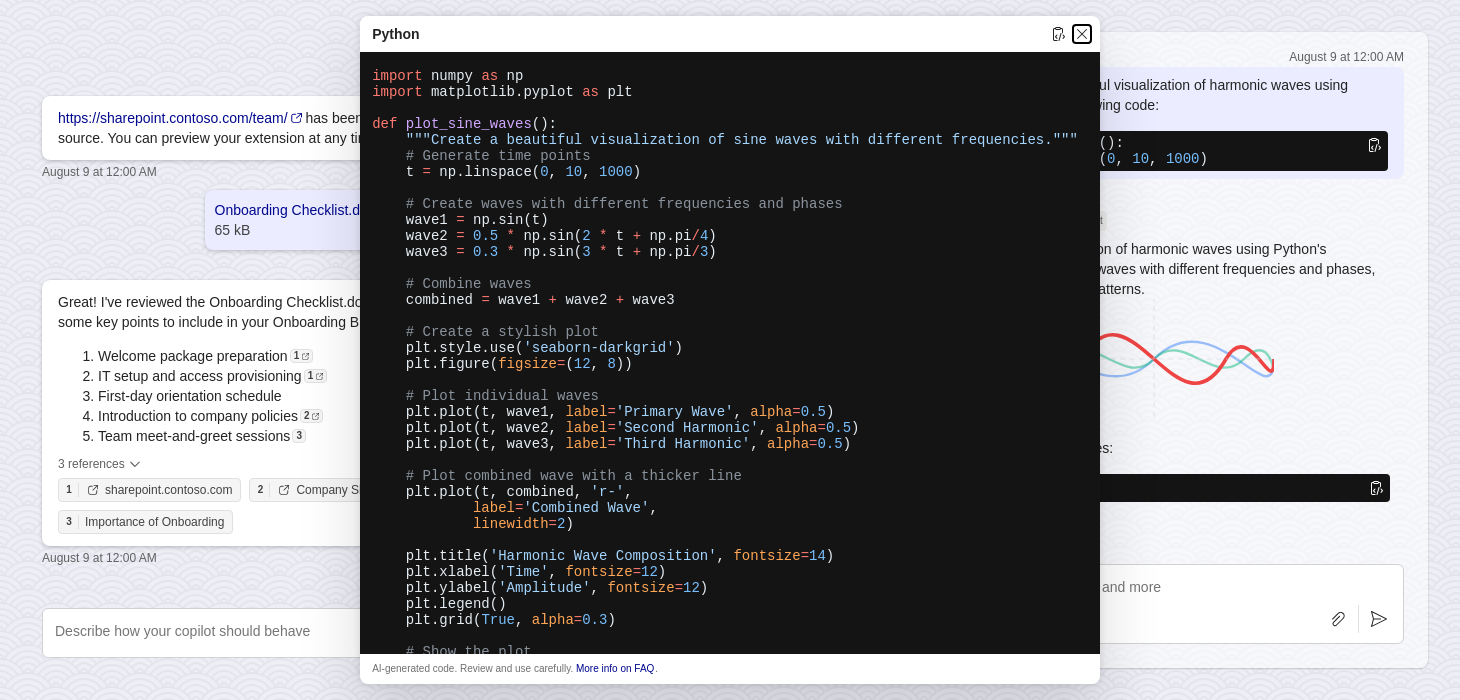 Python
import numpy as np
import matplotlib.pyplot as plt
def plot_sine_waves():
    """Create a beautiful visualization of sine waves with different frequencies."""
    # Generate time points
    t = np.linspace(0, 10, 1000)
    # Create waves with different frequencies and phases
    wave1 = np.sin(t)
    wave2 = 0.5 * np.sin(2 * t + np.pi/4)
    wave3 = 0.3 * np.sin(3 * t + np.pi/3)
    # Combine waves
    combined = wave1 + wave2 + wave3
    # Create a stylish plot
    plt.style.use('seaborn-darkgrid')
    plt.figure(figsize=(12, 8))
    # Plot individual waves
    plt.plot(t, wave1, label='Primary Wave', alpha=0.5)
    plt.plot(t, wave2, label='Second Harmonic', alpha=0.5)
    plt.plot(t, wave3, label='Third Harmonic', alpha=0.5)
    # Plot combined wave with a thicker line
    plt.plot(t, combined, 'r-',
            label='Combined Wave',
            linewidth=2)
    plt.title('Harmonic Wave Composition', fontsize=14)
    plt.xlabel('Time', fontsize=12)
    plt.ylabel('Amplitude', fontsize=12)
    plt.legend()
    plt.grid(True, alpha=0.3)
    # Show the plot
AI-generated code. Review and use carefully. More info on FAQ.
https://sharepoint.contoso.com/team/ has been
source. You can preview your extension at any
August 9 at 12:00 AM
Onboarding Checklist.d
65 kB
Great! I've reviewed the Onboarding Checklist.do
some key points to include in your Onboarding B
1. Welcome package preparation 1
2. IT setup and access provisioning 1
3. First-day orientation schedule
4. Introduction to company policies 2
5. Team meet-and-greet sessions 3
3 references
1 sharepoint.contoso.com
2 Company S
3 Importance of Onboarding
August 9 at 12:00 AM
Describe how your copilot should behave
August 9 at 12:00 AM
ul visualization of harmonic waves using
ving code:
():
(0, 10, 1000)
t
on of harmonic waves using Python's
waves with different frequencies and phases,
atterns.
es:
and more